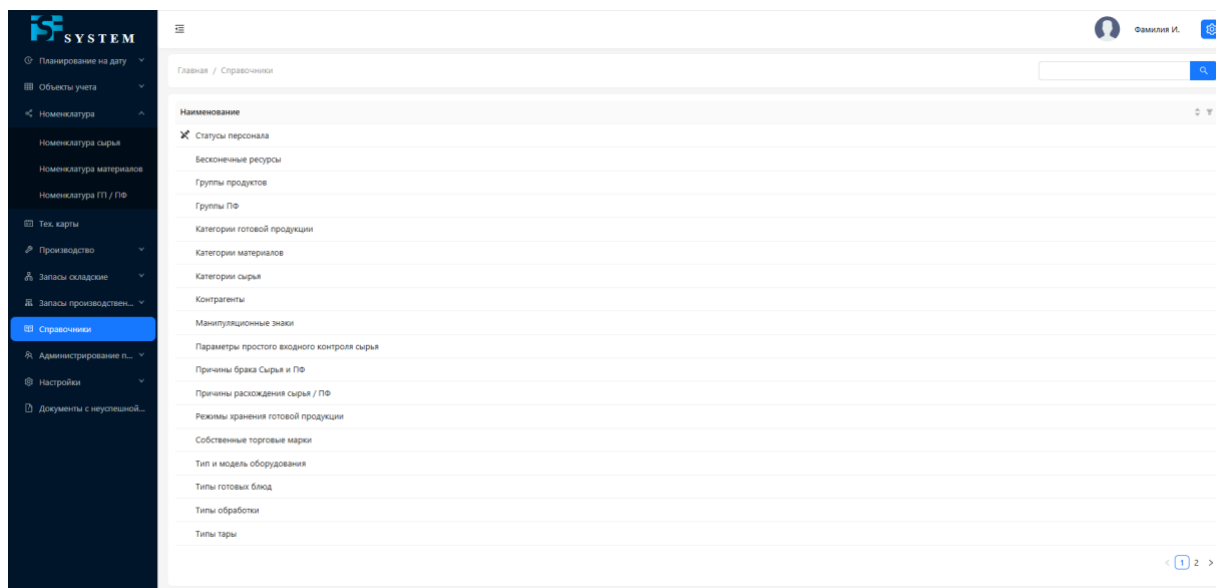 iSF SYSTEM
Фамилия И.
Планирование на дату
Объекты учета
Номенклатура
Номенклатура сырья
Номенклатура материалов
Номенклатура ГП / ПФ
Тех. карты
Производство
Запасы складские
Запасы производствен...
Справочники
Администрирование п...
Настройки
Документы с неуспешной...
Главная / Справочники
Наименование
Статусы персонала
Бесконечные ресурсы
Группы продуктов
Группы ПФ
Категории готовой продукции
Категории материалов
Категории сырья
Контрагенты
Манипуляционные знаки
Параметры простого входного контроля сырья
Причины брака Сырья и ПФ
Причины расхождения сырья / ПФ
Режимы хранения готовой продукции
Собственные торговые марки
Тип и модель оборудования
Типы готовых блюд
Типы обработки
Типы тары
< 1 2 >